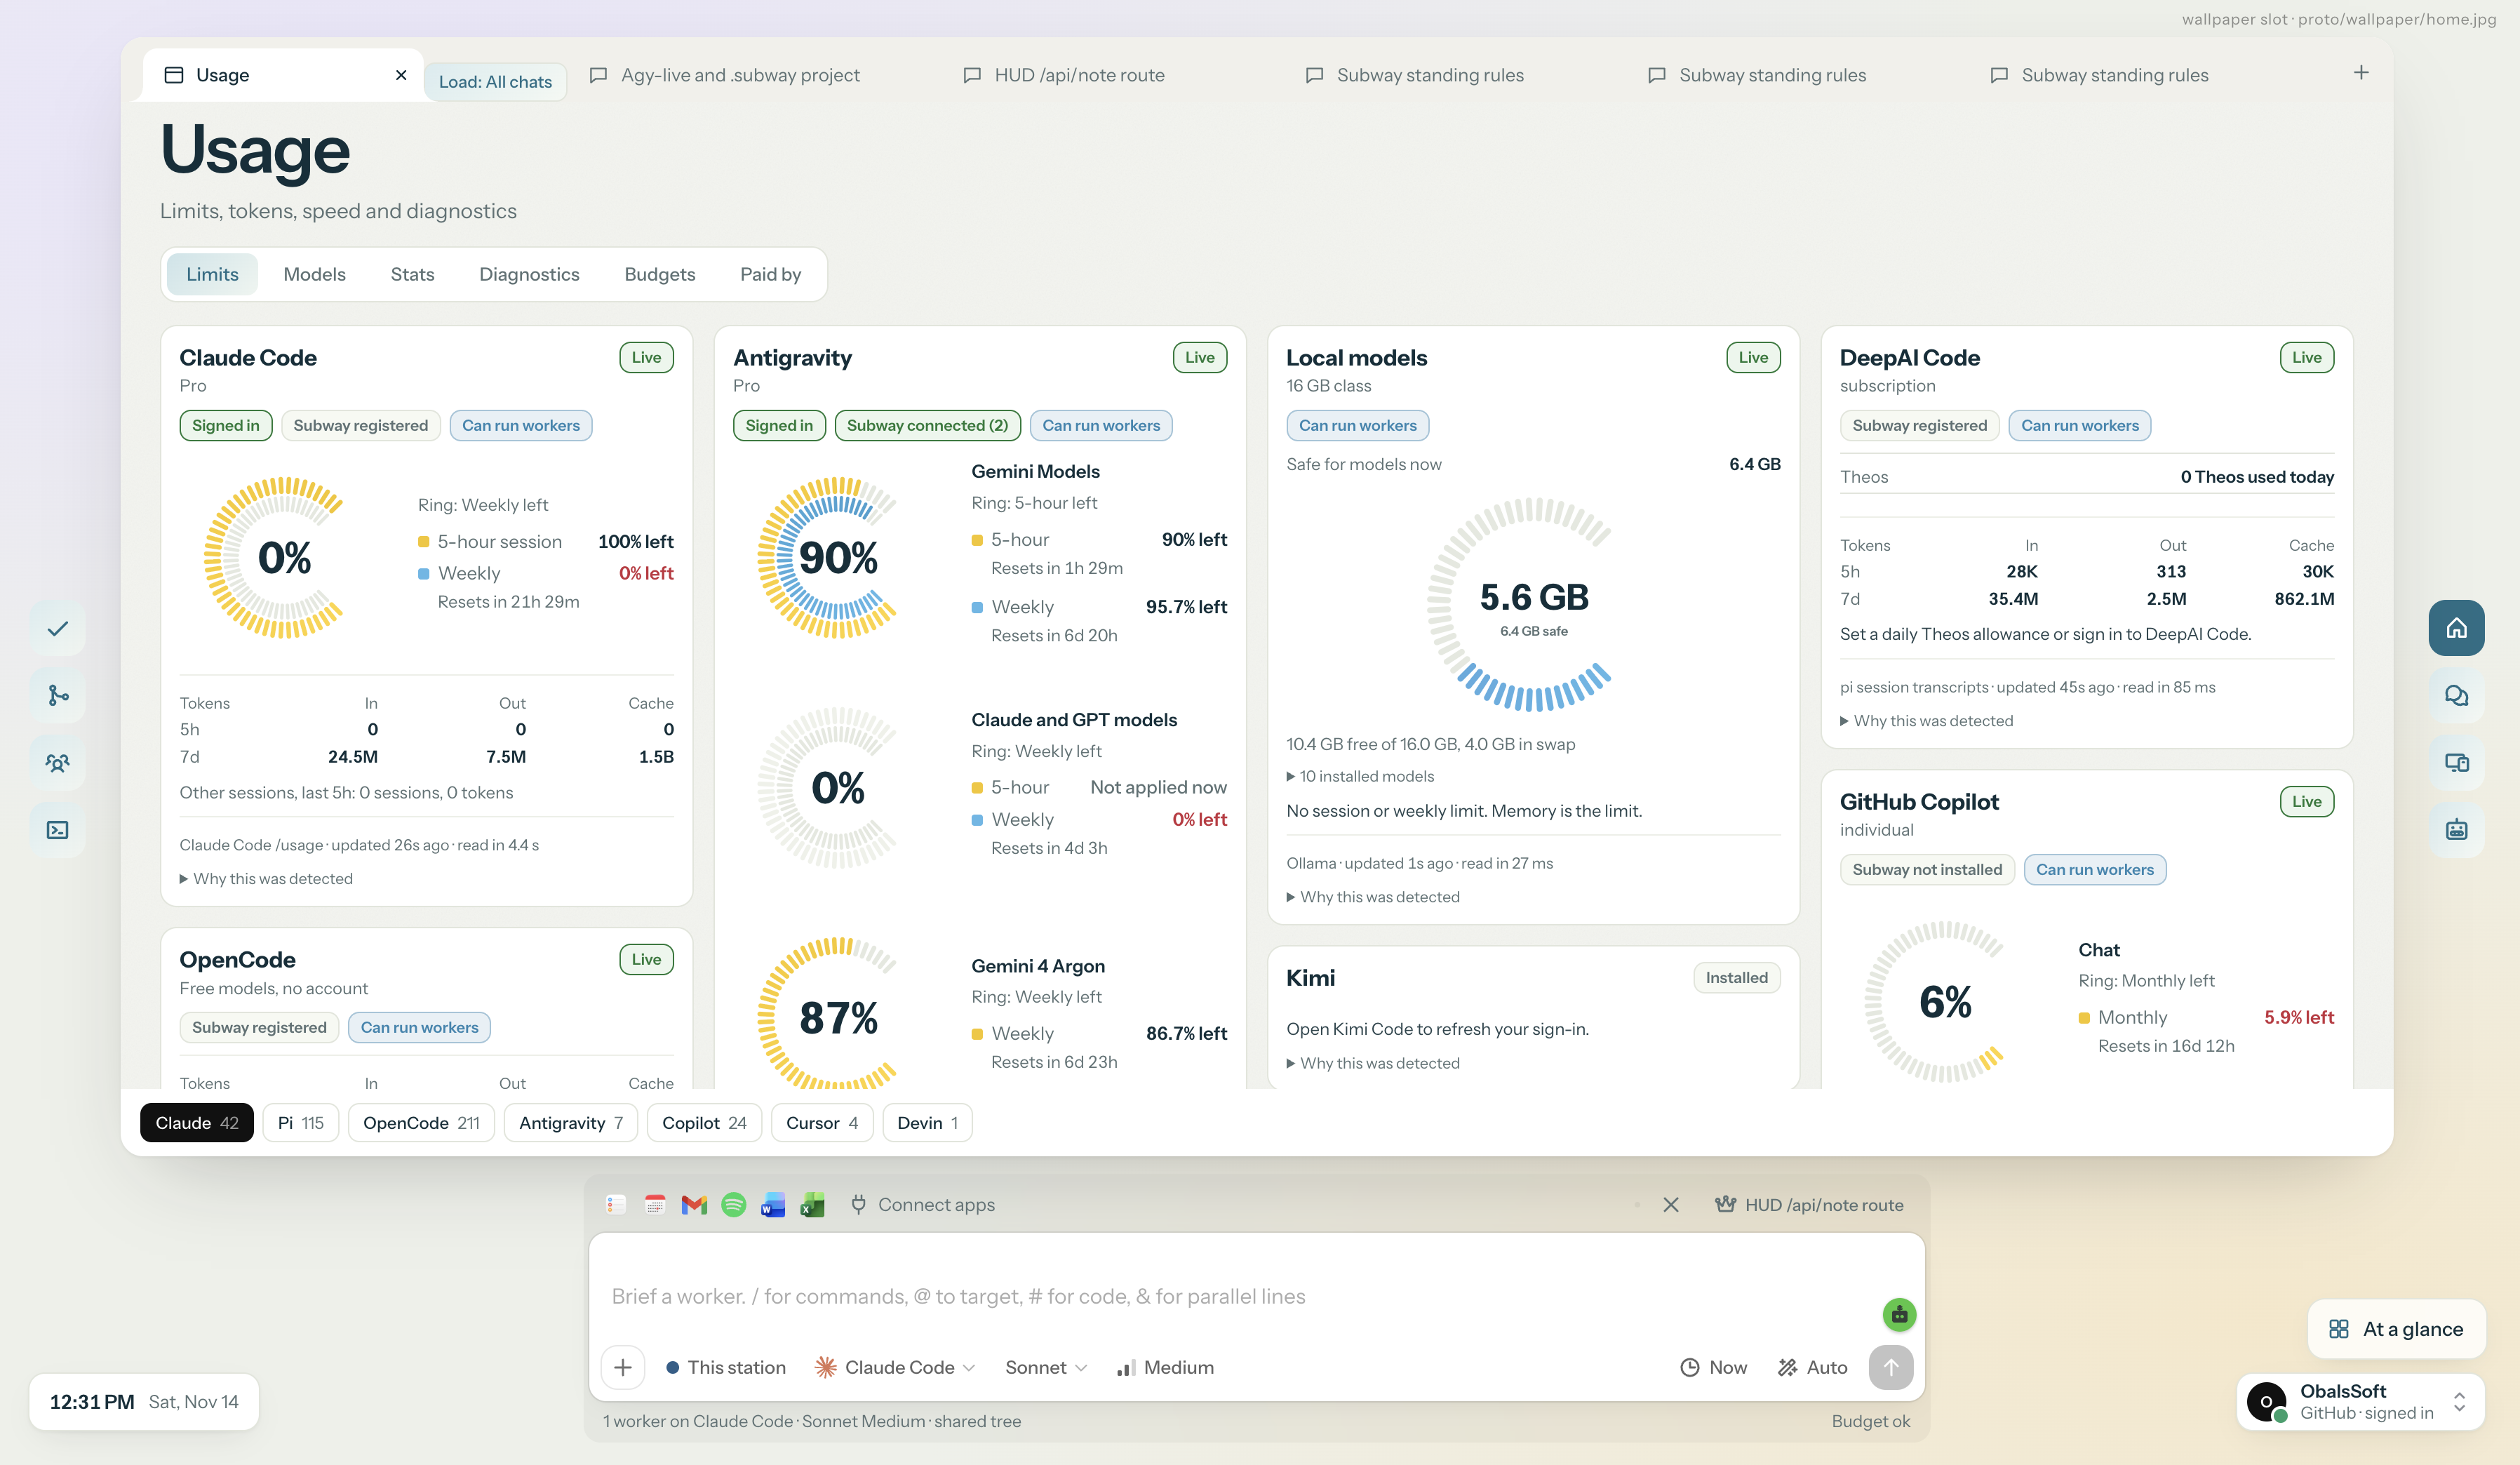 wallpaper slot · proto/wallpaper/home.jpg
Usage
Load: All chats
Agy-live and .subway project
HUD /api/note route
Subway standing rules
Subway standing rules
Subway standing rules
Usage
Limits, tokens, speed and diagnostics
Limits Models Stats Diagnostics Budgets Paid by
Claude Code
Live
Pro
Signed in
Subway registered
Can run workers
0%
Ring: Weekly left
5-hour session 100% left
Weekly 0% left
Resets in 21h 29m
Tokens In Out Cache
5h 0 0 0
7d 24.5M 7.5M 1.5B
Other sessions, last 5h: 0 sessions, 0 tokens
Claude Code /usage · updated 26s ago · read in 4.4 s
Why this was detected
OpenCode
Live
Free models, no account
Subway registered
Can run workers
Tokens In Out Cache
Antigravity
Live
Pro
Signed in
Subway connected (2)
Can run workers
90%
Gemini Models
Ring: 5-hour left
5-hour 90% left
Resets in 1h 29m
Weekly 95.7% left
Resets in 6d 20h
0%
Claude and GPT models
Ring: Weekly left
5-hour Not applied now
Weekly 0% left
Resets in 4d 3h
87%
Gemini 4 Argon
Ring: Weekly left
Weekly 86.7% left
Resets in 6d 23h
Local models
Live
16 GB class
Can run workers
Safe for models now 6.4 GB
5.6 GB
6.4 GB safe
10.4 GB free of 16.0 GB, 4.0 GB in swap
10 installed models
No session or weekly limit. Memory is the limit.
Ollama · updated 1s ago · read in 27 ms
Why this was detected
Kimi
Installed
Open Kimi Code to refresh your sign-in.
Why this was detected
DeepAI Code
Live
subscription
Subway registered
Can run workers
Theos 0 Theos used today
Tokens In Out Cache
5h 28K 313 30K
7d 35.4M 2.5M 862.1M
Set a daily Theos allowance or sign in to DeepAI Code.
pi session transcripts · updated 45s ago · read in 85 ms
Why this was detected
GitHub Copilot
Live
individual
Subway not installed
Can run workers
6%
Chat
Ring: Monthly left
Monthly 5.9% left
Resets in 16d 12h
Claude 42
Pi 115
OpenCode 211
Antigravity 7
Copilot 24
Cursor 4
Devin 1
Connect apps
HUD /api/note route
Brief a worker. / for commands, @ to target, # for code, & for parallel lines
This station
Claude Code
Sonnet
Medium
Now
Auto
1 worker on Claude Code · Sonnet Medium · shared tree
Budget ok
12:31 PM Sat, Nov 14
At a glance
O
ObalsSoft
GitHub · signed in